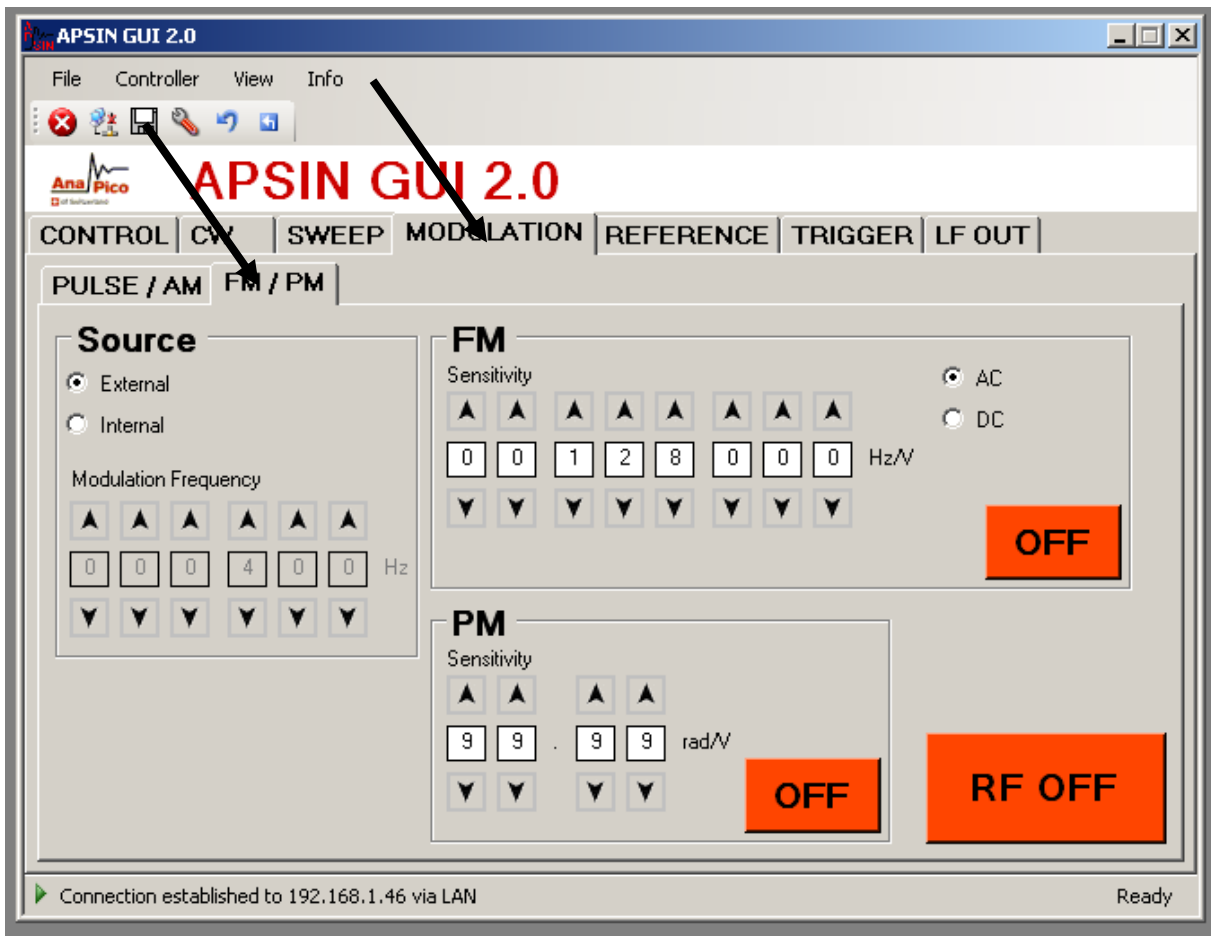 APSIN GUI 2.0
File Controller View Info
Ana Pico
APSIN GUI 2.0
CONTROL CW SWEEP MODULATION REFERENCE TRIGGER LF OUT
PULSE / AM FM / PM
Source
External
Internal
Modulation Frequency
0 0 0 4 0 0 Hz
FM
Sensitivity
AC
DC
0 0 1 2 8 0 0 0 Hz/V
OFF
PM
Sensitivity
9 9 . 9 9 rad/V
OFF
RF OFF
Connection established to 192.168.1.46 via LAN
Ready